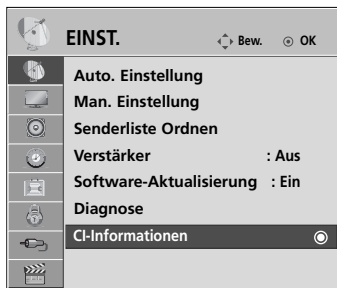 EINST. Bew. OK
Auto. Einstellung
Man. Einstellung
Senderliste Ordnen
Verstärker : Aus
Software-Aktualisierung : Ein
Diagnose
CI-Informationen